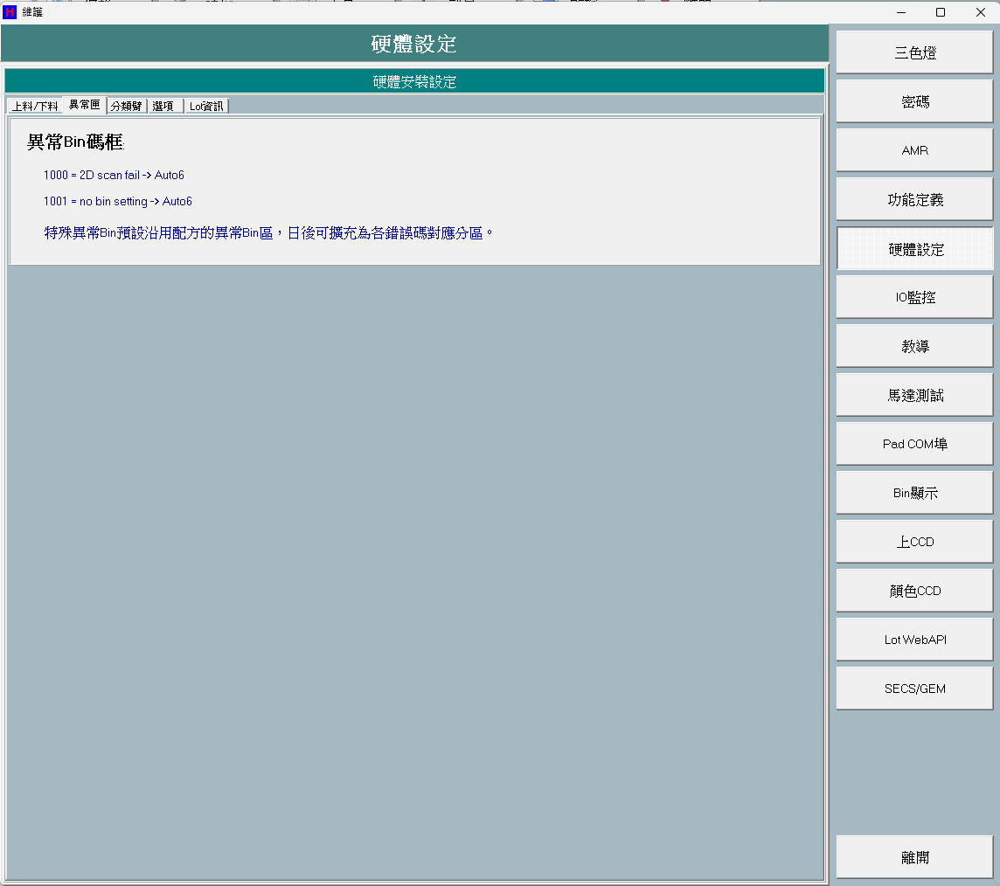 維護
硬體設定
硬體安裝設定
上料/下料
異常匣
分類臂
選項
Lot資訊
異常Bin碼框:
1000 = 2D scan fail -> Auto6
1001 = no bin setting -> Auto6
特殊異常Bin預設沿用配方的異常Bin區，日後可擴充為各錯誤碼對應分區。
三色燈
密碼
AMR
功能定義
硬體設定
IO監控
教導
馬達測試
Pad COM埠
Bin顯示
上CCD
顏色CCD
Lot WebAPI
SECS/GEM
離開